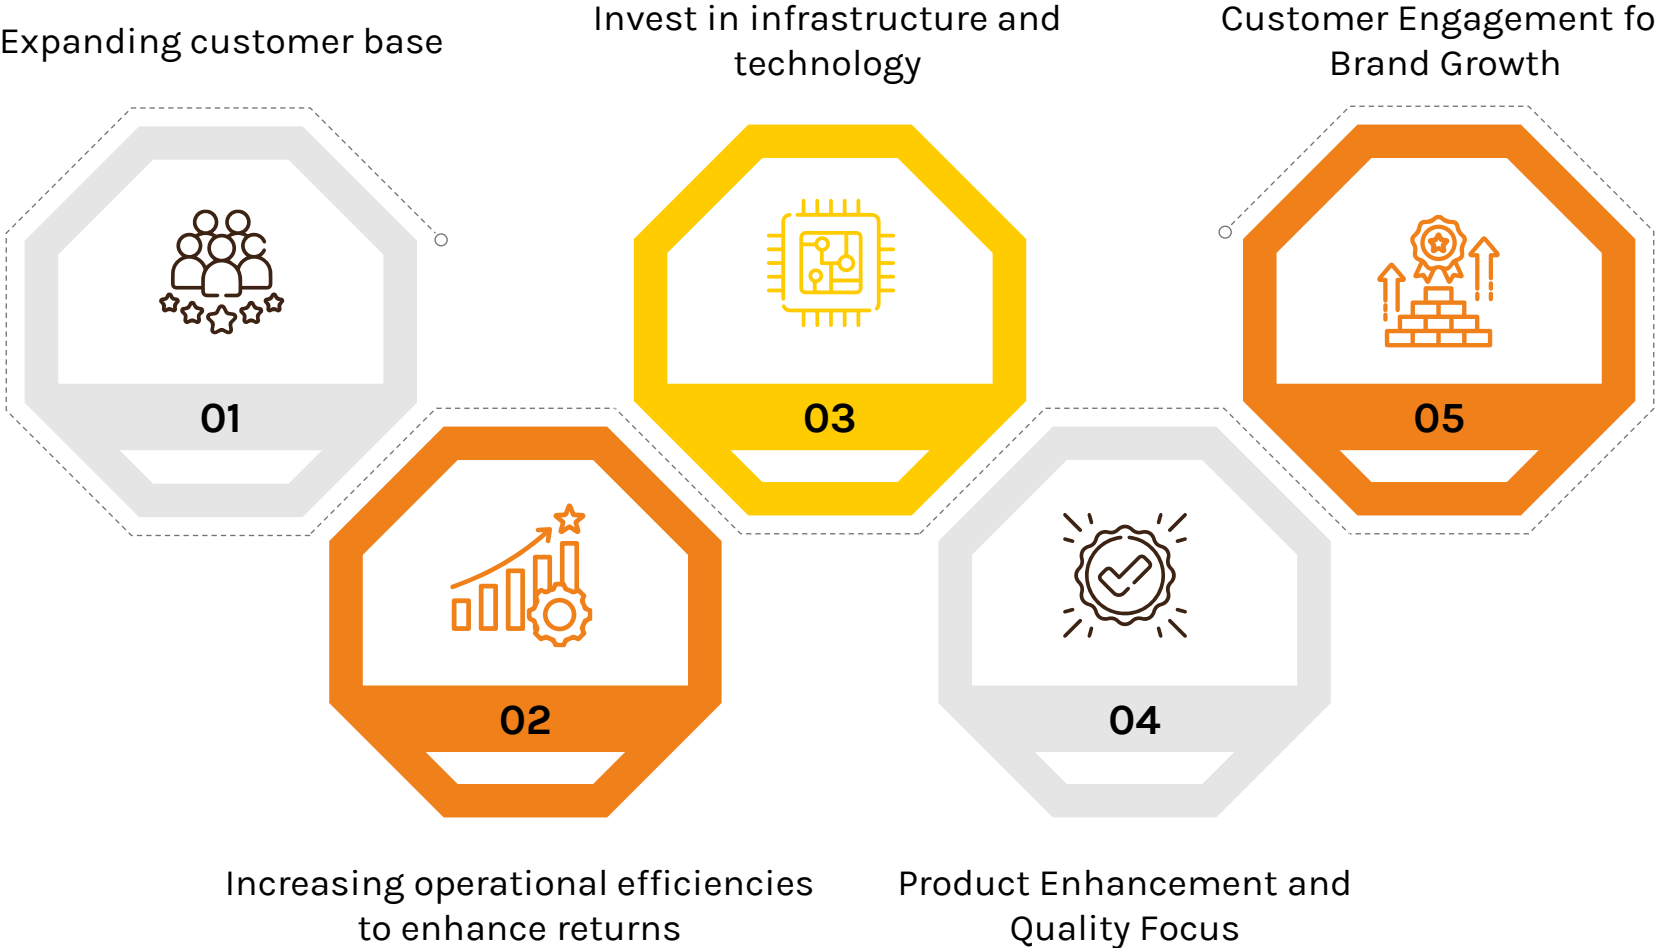 Expanding customer base
01
Increasing operational efficiencies
to enhance returns
02
Invest in infrastructure and
technology
03
Product Enhancement and
Quality Focus
04
Customer Engagement fo
Brand Growth
05